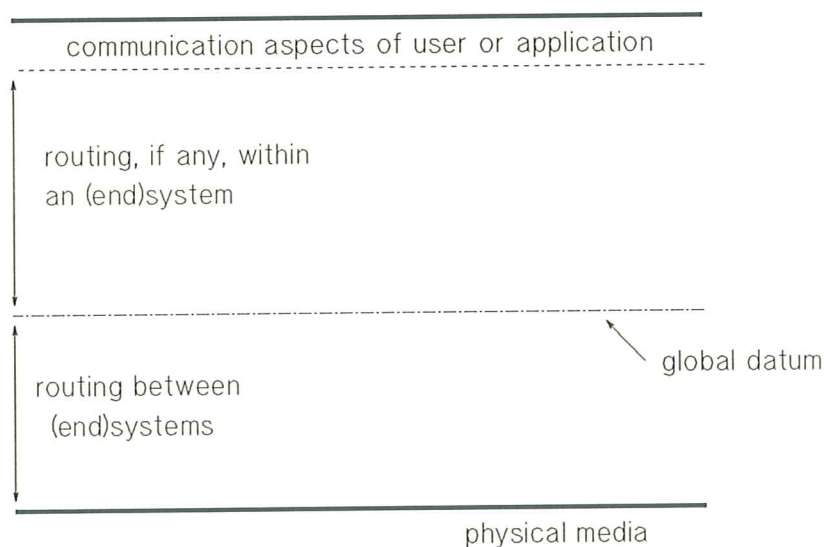 communication aspects of user or application
routing, if any, within
an (end)system
global datum
routing between
(end)systems
physical media